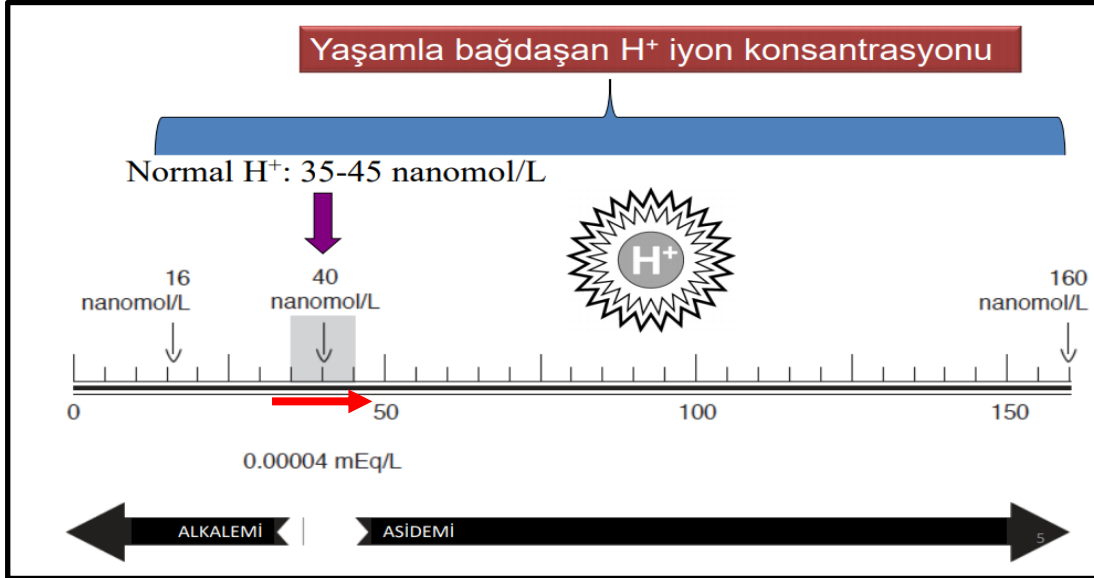 Yaşamla bağdaşan H⁺ iyon konsantrasyonu
Normal H⁺: 35-45 nanomol/L
16
nanomol/L
40
nanomol/L
H⁺
160
nanomol/L
0
50
100
150
0.00004 mEq/L
ALKALEMİ
ASİDEMİ
5